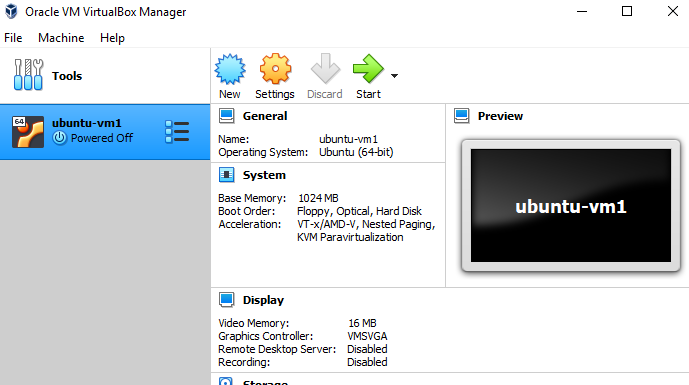 Oracle VM VirtualBox Manager
File Machine Help
Tools
New Settings Discard Start
64
ubuntu-vm1
Powered Off
General
Name: ubuntu-vm1
Operating System: Ubuntu (64-bit)
System
Base Memory: 1024 MB
Boot Order: Floppy, Optical, Hard Disk
Acceleration: VT-x/AMD-V, Nested Paging,
KVM Paravirtualization
Preview
ubuntu-vm1
Display
Video Memory: 16 MB
Graphics Controller: VMSVGA
Remote Desktop Server: Disabled
Recording: Disabled
Storage